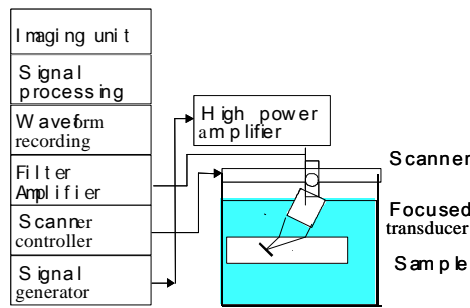 Imaging unit
Signal
processing
Waveform
recording
Filter
Amplifier
Scanner
controller
Signal
generator
High power
amplifier
Scanner
Focused
transducer
Sample